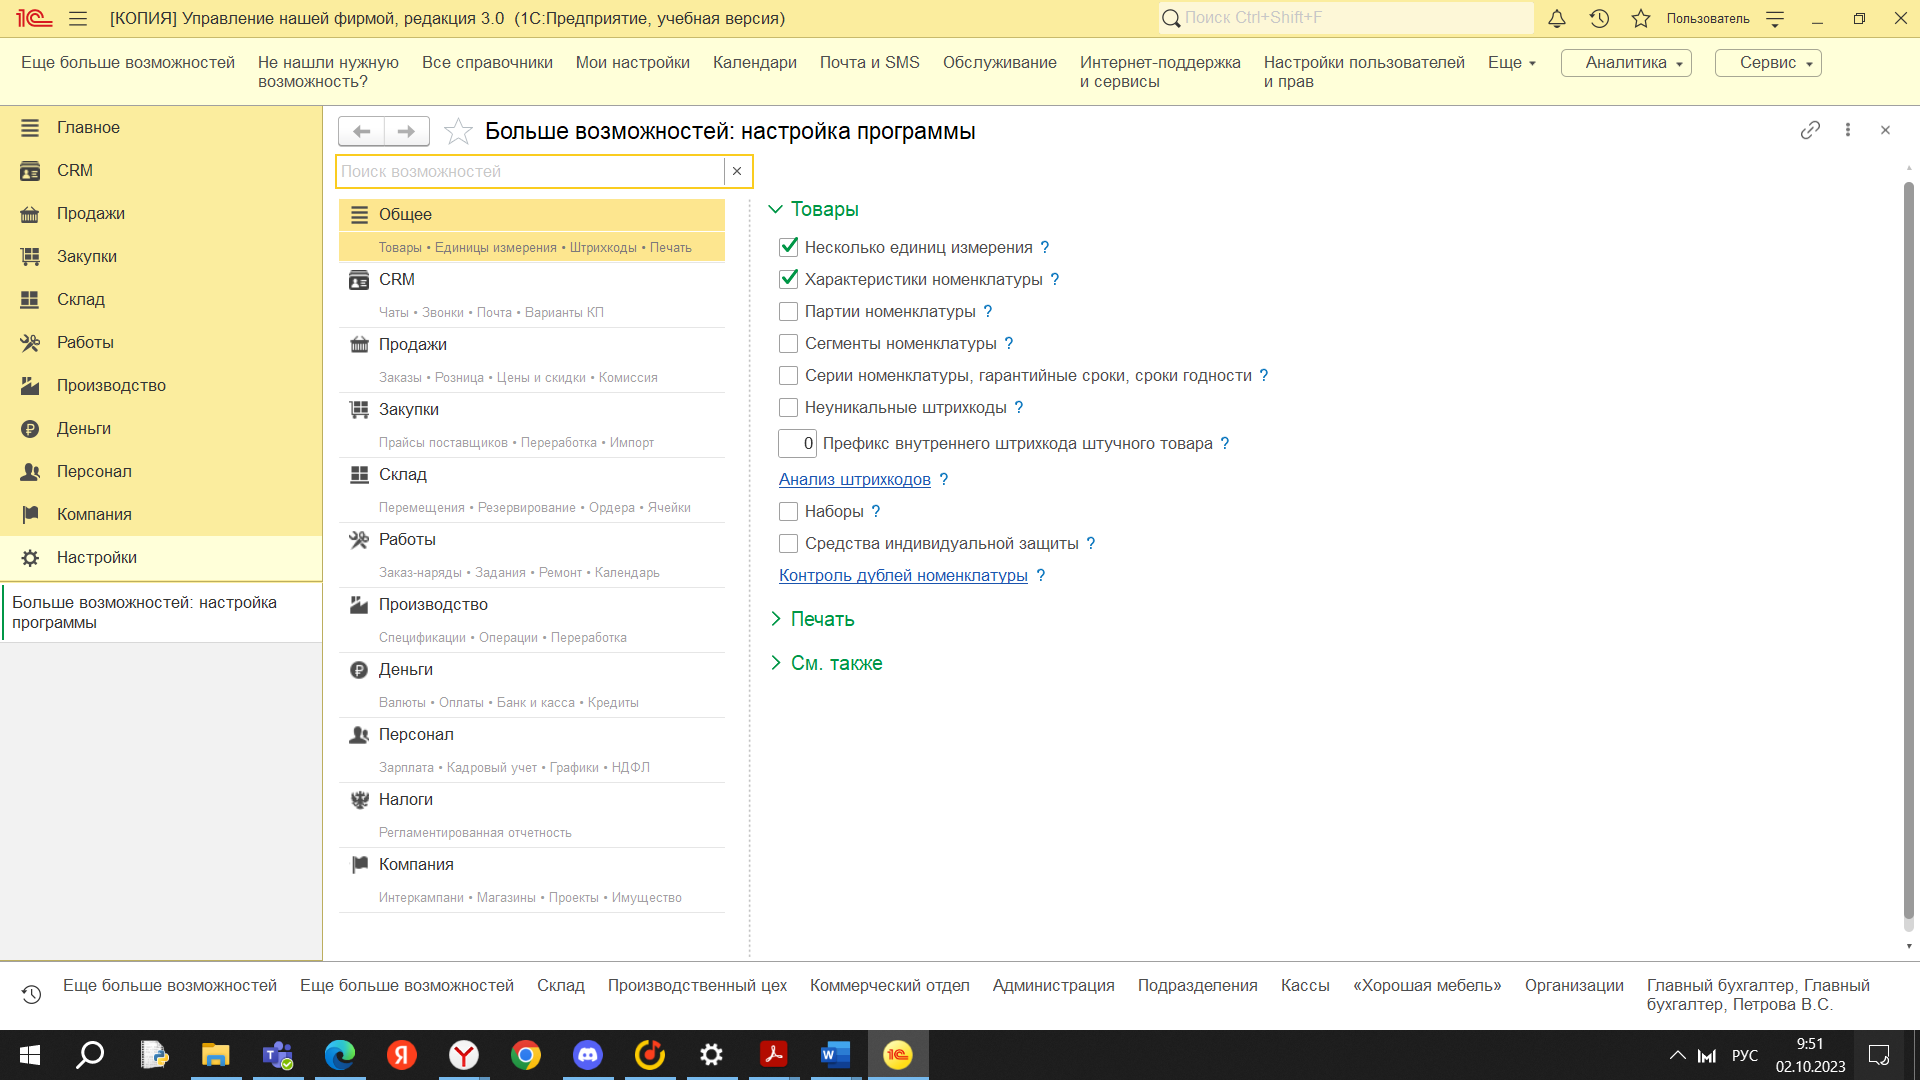 1С [КОПИЯ] Управление нашей фирмой, редакция 3.0 (1С:Предприятие, учебная версия)
Поиск Ctrl+Shift+F
Пользователь
Еще больше возможностей
Не нашли нужную
возможность?
Все справочники
Мои настройки
Календари
Почта и SMS
Обслуживание
Интернет-поддержка
и сервисы
Настройки пользователей
и прав
Еще
Аналитика
Сервис
Главное
CRM
Продажи
Закупки
Склад
Работы
Производство
Деньги
Персонал
Компания
Настройки
Больше возможностей: настройка
программы
Больше возможностей: настройка программы
Поиск возможностей
Общее
Товары • Единицы измерения • Штрихкоды • Печать
CRM
Чаты • Звонки • Почта • Варианты КП
Продажи
Заказы • Розница • Цены и скидки • Комиссия
Закупки
Прайсы поставщиков • Переработка • Импорт
Склад
Перемещения • Резервирование • Ордера • Ячейки
Работы
Заказ-наряды • Задания • Ремонт • Календарь
Производство
Спецификации • Операции • Переработка
Деньги
Валюты • Оплаты • Банк и касса • Кредиты
Персонал
Зарплата • Кадровый учет • Графики • НДФЛ
Налоги
Регламентированная отчетность
Компания
Интеркампани • Магазины • Проекты • Имущество
Товары
Несколько единиц измерения ?
Характеристики номенклатуры ?
Партии номенклатуры ?
Сегменты номенклатуры ?
Серии номенклатуры, гарантийные сроки, сроки годности ?
Неуникальные штрихкоды ?
0 Префикс внутреннего штрихкода штучного товара ?
Анализ штрихкодов ?
Наборы ?
Средства индивидуальной защиты ?
Контроль дублей номенклатуры ?
Печать
См. также
Еще больше возможностей
Еще больше возможностей
Склад
Производственный цех
Коммерческий отдел
Администрация
Подразделения
Кассы
«Хорошая мебель»
Организации
Главный бухгалтер, Главный
бухгалтер, Петрова В.С.
РУС
9:51
02.10.2023